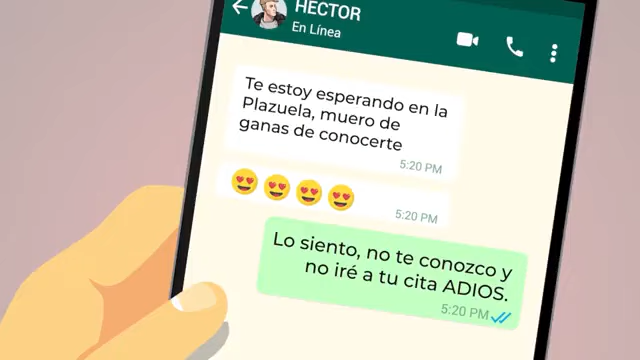 HECTOR
En Línea
Te estoy esperando en la
Plazuela, muero de
ganas de conocerte
5:20 PM
5:20 PM
Lo siento, no te conozco y
no iré a tu cita ADIOS.
5:20 PM